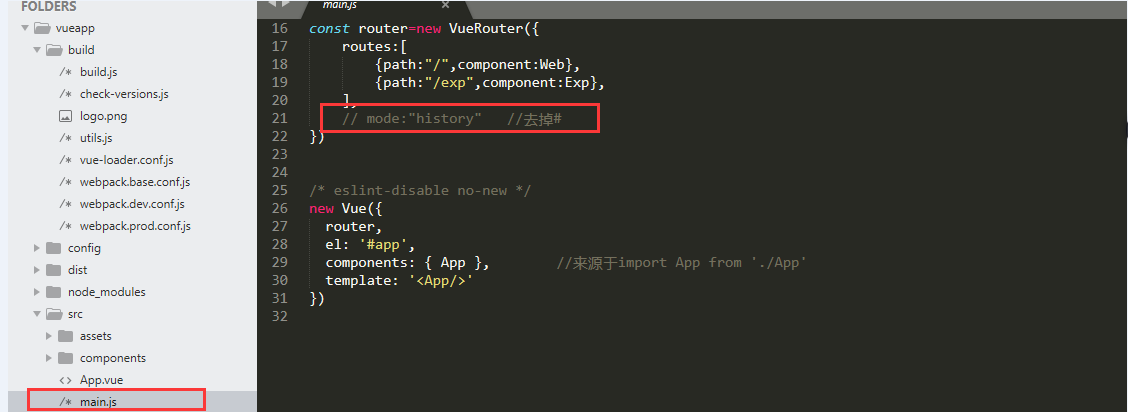 FOLDERS
vueapp
build
/* build.js
/* check-versions.js
logo.png
/* utils.js
/* vue-loader.conf.js
/* webpack.base.conf.js
/* webpack.dev.conf.js
/* webpack.prod.conf.js
config
dist
node_modules
src
assets
components
<> App.vue
/* main.js
main.js ×
16 const router=new VueRouter({
17 routes:[
18 {path:"/",component:Web},
19 {path:"/exp",component:Exp},
20 ],
21 // mode:"history" //去掉#
22 })
23
24
25 /* eslint-disable no-new */
26 new Vue({
27 router,
28 el: '#app',
29 components: { App }, //来源于import App from './App'
30 template: '<App/>'
31 })
32